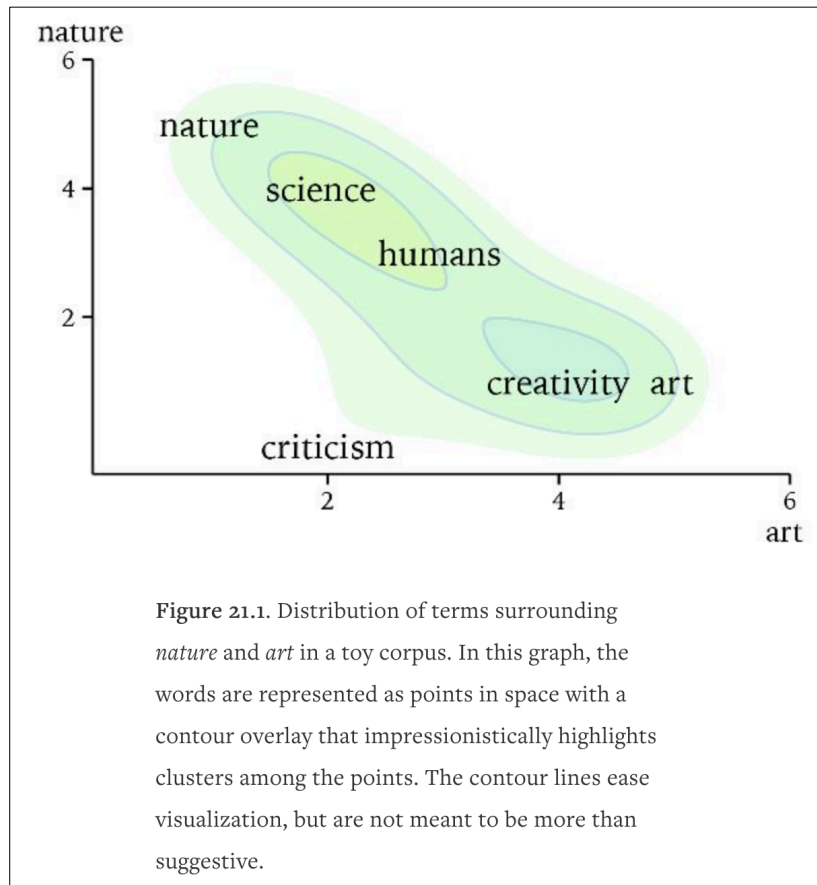 nature
6
nature
4
science
humans
2
creativity art
criticism
2 4 6
art
Figure 21.1. Distribution of terms surrounding
nature and art in a toy corpus. In this graph, the
words are represented as points in space with a
contour overlay that impressionistically highlights
clusters among the points. The contour lines ease
visualization, but are not meant to be more than
suggestive.